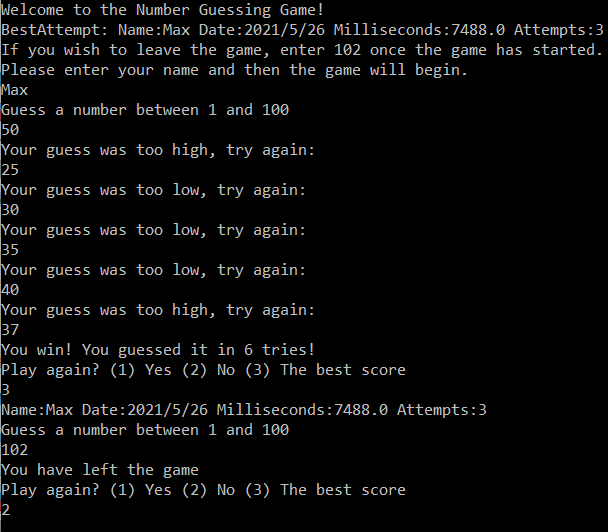 Welcome to the Number Guessing Game!
BestAttempt: Name:Max Date:2021/5/26 Milliseconds:7488.0 Attempts:3
If you wish to leave the game, enter 102 once the game has started.
Please enter your name and then the game will begin.
Max
Guess a number between 1 and 100
50
Your guess was too high, try again:
25
Your guess was too low, try again:
30
Your guess was too low, try again:
35
Your guess was too low, try again:
40
Your guess was too high, try again:
37
You win! You guessed it in 6 tries!
Play again? (1) Yes (2) No (3) The best score
3
Name:Max Date:2021/5/26 Milliseconds:7488.0 Attempts:3
Guess a number between 1 and 100
102
You have left the game
Play again? (1) Yes (2) No (3) The best score
2